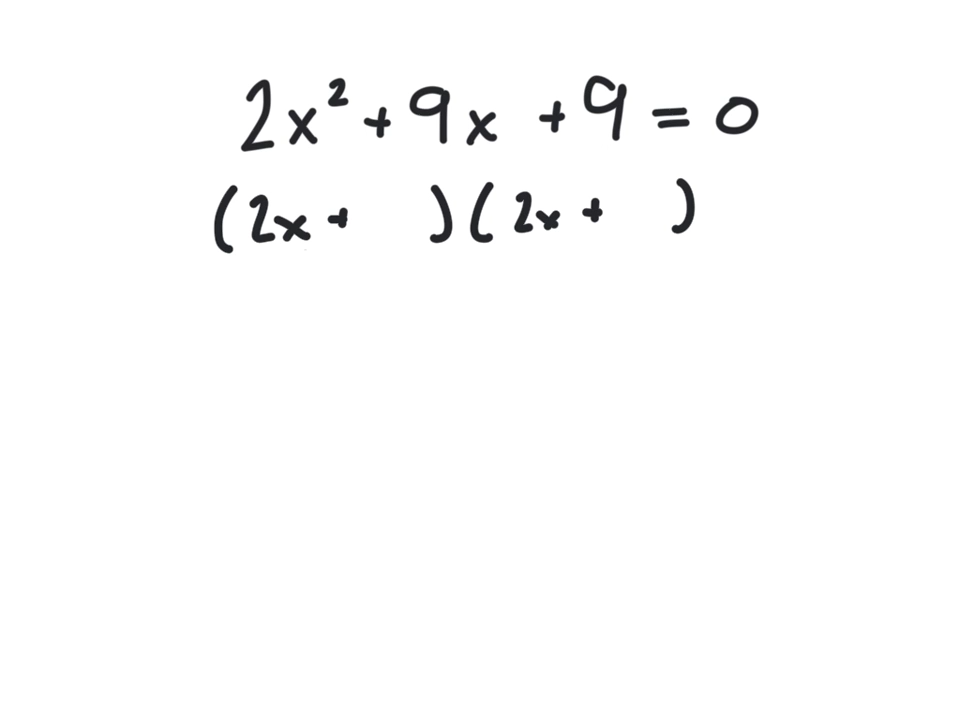 2x² + 9x + 9 = 0
(2x +   )(2x +   )